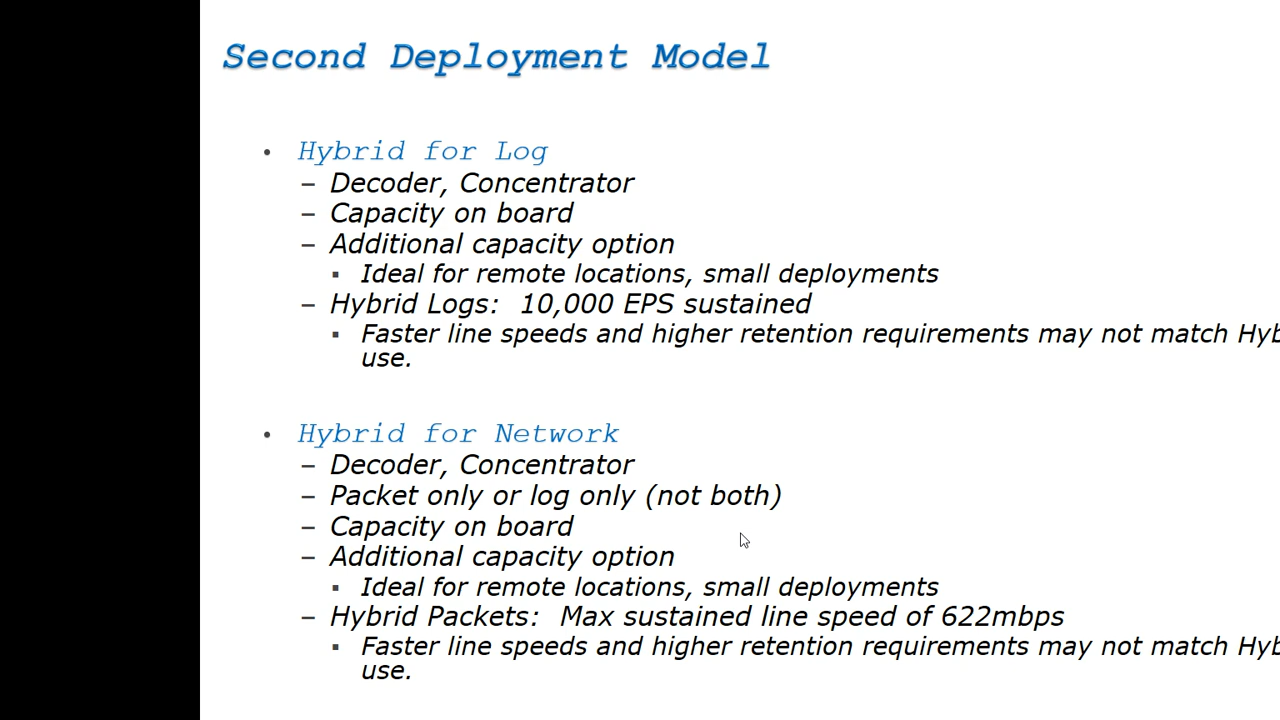 Second Deployment Model
• Hybrid for Log
– Decoder, Concentrator
– Capacity on board
– Additional capacity option
▪ Ideal for remote locations, small deployments
– Hybrid Logs: 10,000 EPS sustained
▪ Faster line speeds and higher retention requirements may not match Hyb
use.
• Hybrid for Network
– Decoder, Concentrator
– Packet only or log only (not both)
– Capacity on board
– Additional capacity option
▪ Ideal for remote locations, small deployments
– Hybrid Packets: Max sustained line speed of 622mbps
▪ Faster line speeds and higher retention requirements may not match Hyb
use.